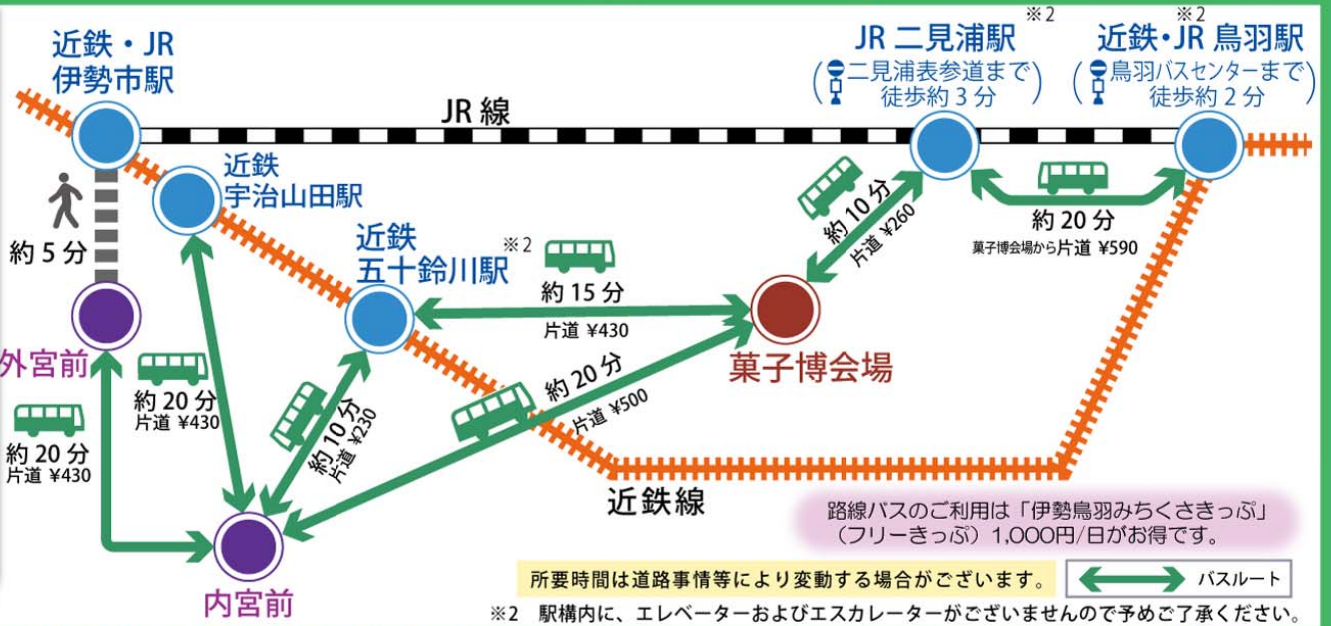 近鉄・JR
伊勢市駅
JR 線
※2
JR 二見浦駅
(二見浦表参道まで
徒歩約 3 分)
※2
近鉄・JR 鳥羽駅
(鳥羽バスセンターまで
徒歩約 2 分)
近鉄
宇治山田駅
約 5 分
近鉄
五十鈴川駅
※2
約 10 分
片道 ¥260
約 20 分
菓子博会場から片道 ¥590
約 15 分
片道 ¥430
菓子博会場
外宮前
約 20 分
片道 ¥430
約 20 分
片道 ¥430
約 10 分
片道 ¥230
約 20 分
片道 ¥500
近鉄線
内宮前
路線バスのご利用は「伊勢鳥羽みちくさきっぷ」
(フリーきっぷ) 1,000円/日がお得です。
所要時間は道路事情等により変動する場合がございます。
バスルート
※2 駅構内に、エレベーターおよびエスカレーターがございませんので予めご了承ください。